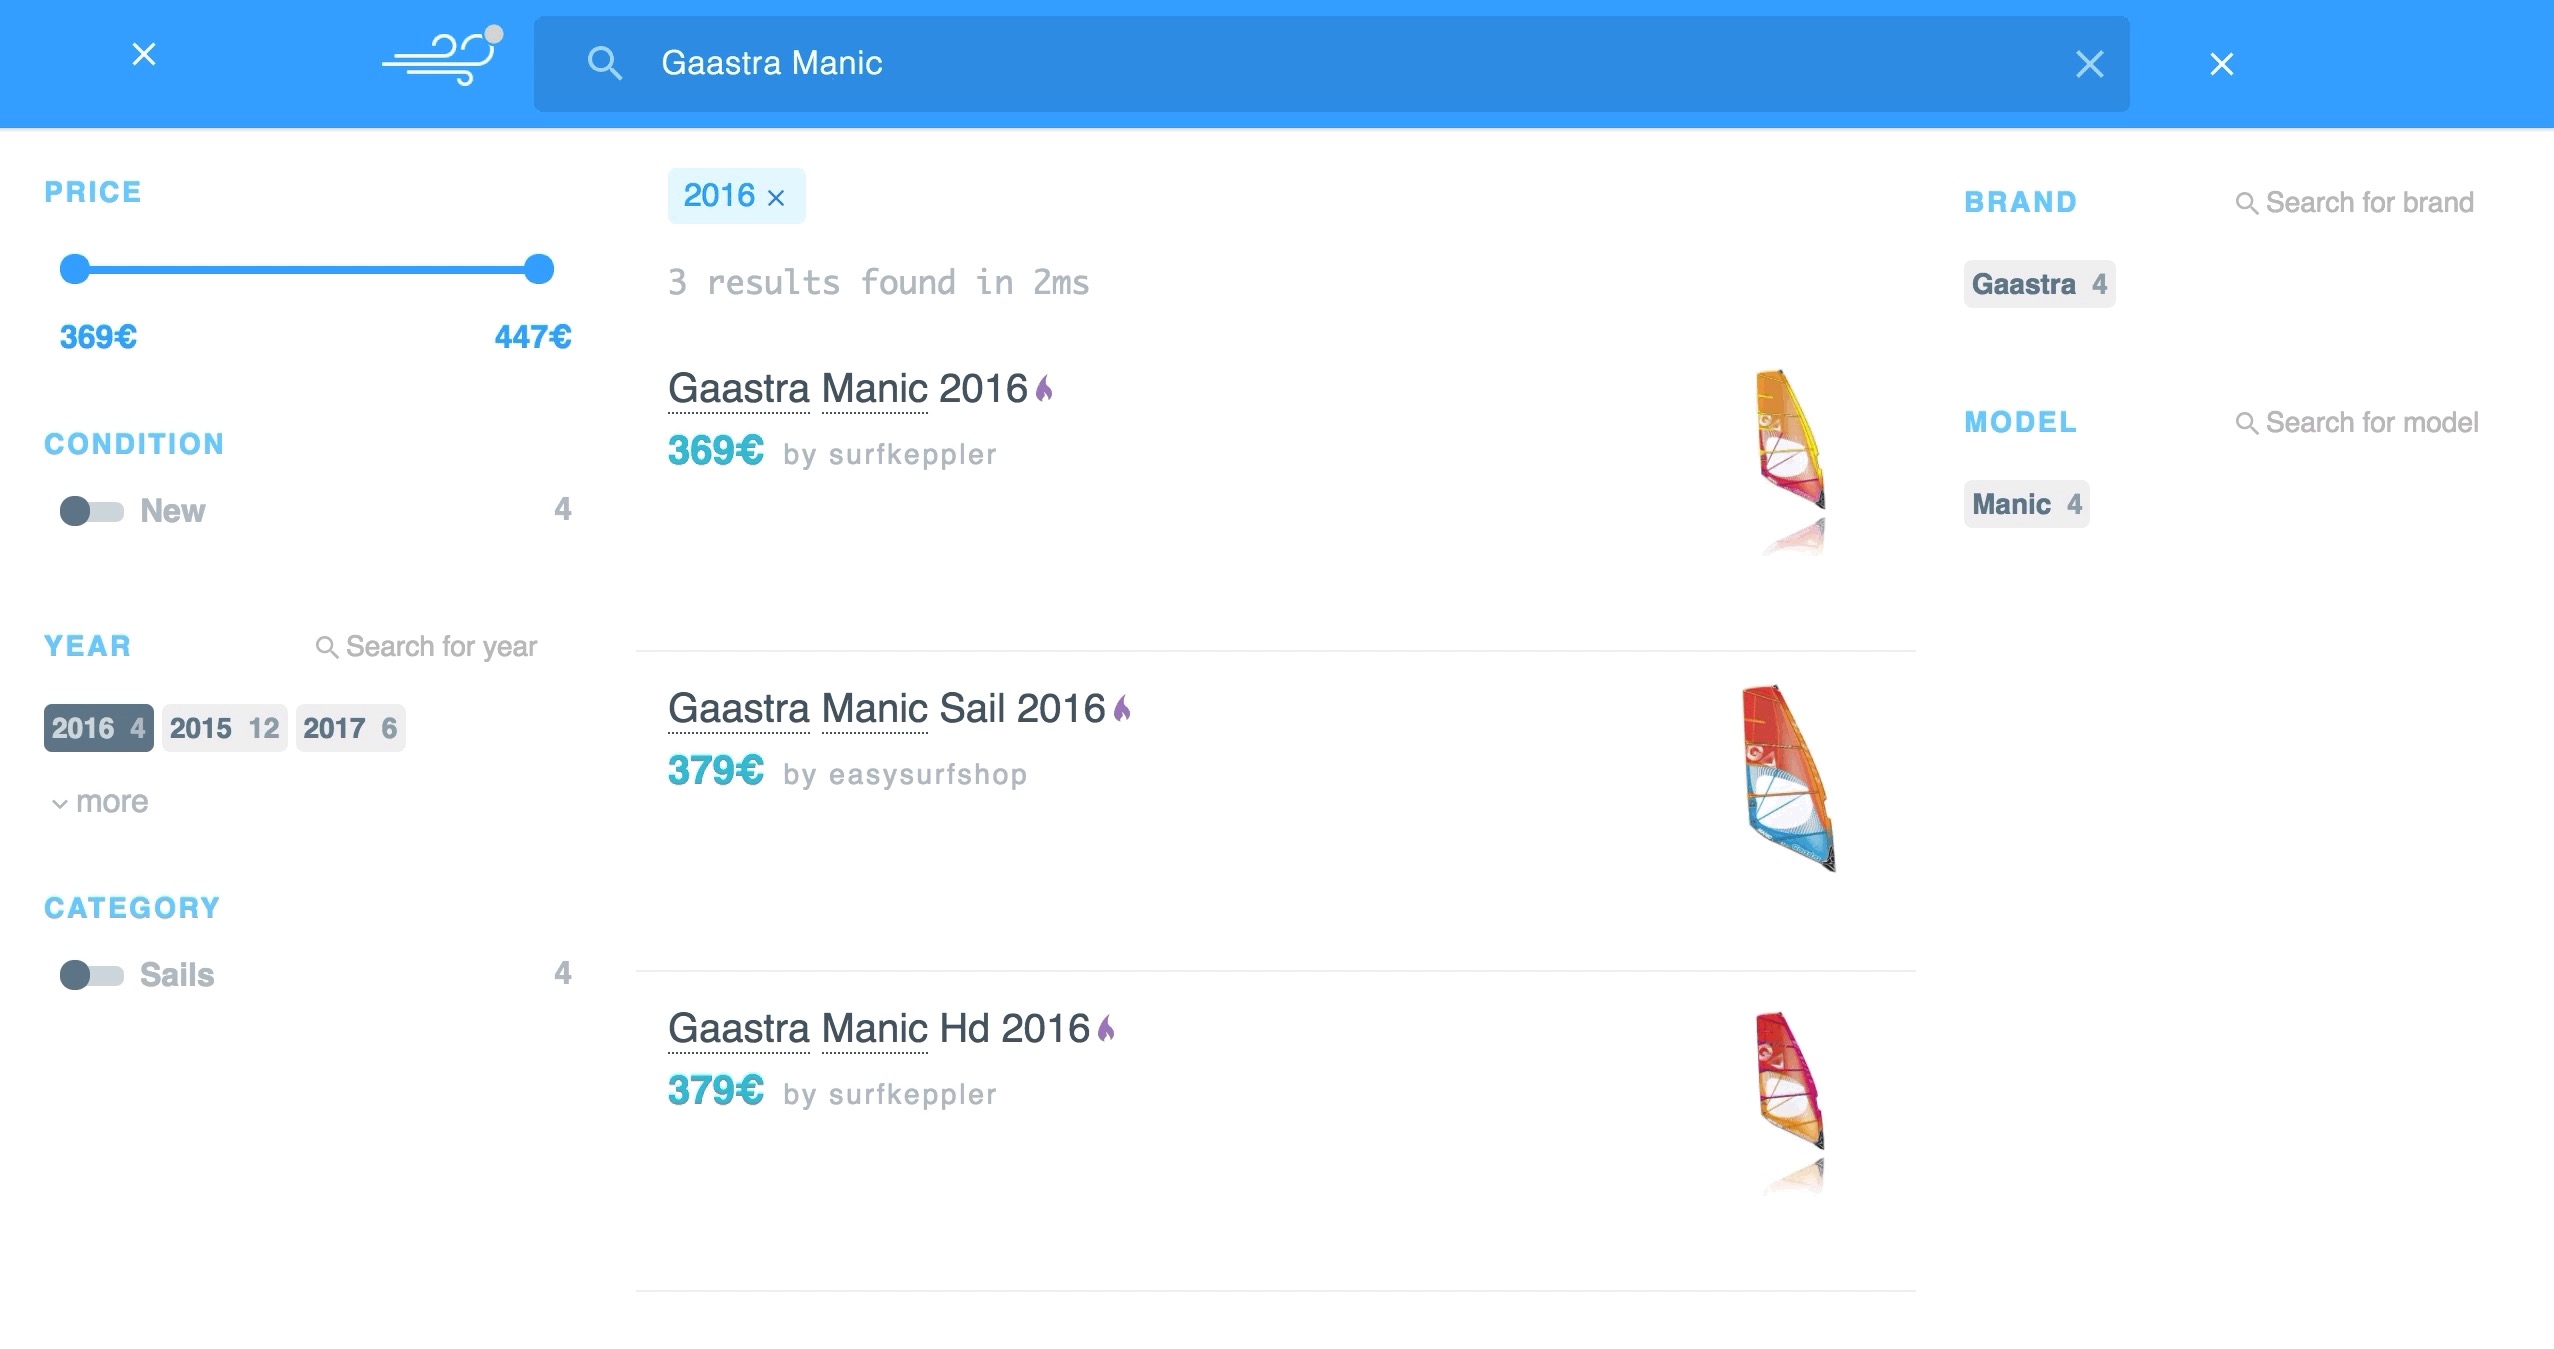 Gaastra Manic
PRICE
369€ 447€
CONDITION
New 4
YEAR Search for year
2016 4 2015 12 2017 6
more
CATEGORY
Sails 4
2016
3 results found in 2ms
Gaastra Manic 2016
369€ by surfkeppler
Gaastra Manic Sail 2016
379€ by easysurfshop
Gaastra Manic Hd 2016
379€ by surfkeppler
BRAND Search for brand
Gaastra 4
MODEL Search for model
Manic 4